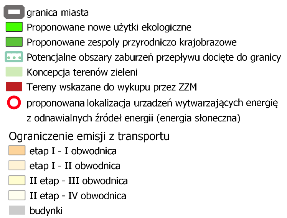 granica miasta
Proponowane nowe użytki ekologiczne
Proponowane zespoły przyrodniczo krajobrazowe
Potencjalne obszary zaburzeń przepływu docięte do granicy
Koncepcja terenów zieleni
Tereny wskazane do wykupu przez ZZM
proponowana lokalizacja urzadzeń wytwarzających energię
z odnawialnych źródeł energii (energia słoneczna)
Ograniczenie emisji z transportu
etap I - I obwodnica
etap I - II obwodnica
II etap - III obwodnica
II etap - IV obwodnica
budynki